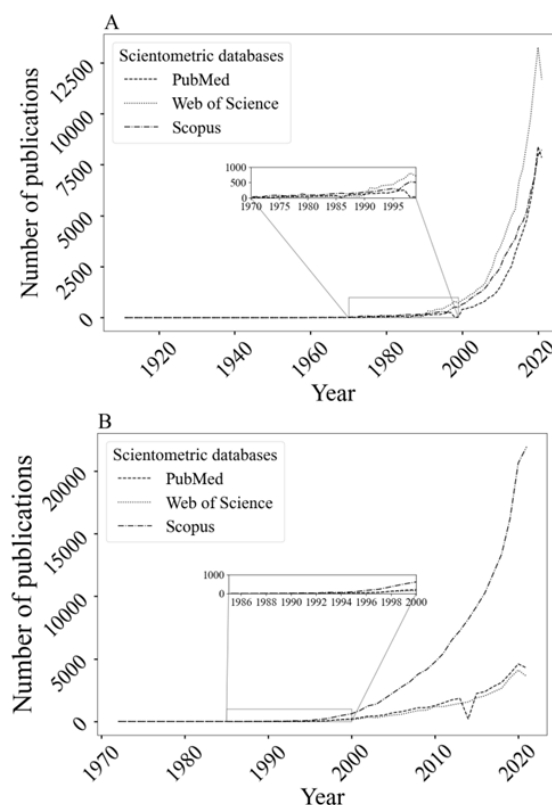 A
Scientometric databases
PubMed
Web of Science
Scopus
Number of publications
12500
10000
7500
5000
2500
0
1000
500
0
1970 1975 1980 1985 1990 1995
1920 1940 1960 1980 2000 2020
Year
B
Scientometric databases
PubMed
Web of Science
Scopus
Number of publications
20000
15000
10000
5000
0
1000
0
1986 1988 1990 1992 1994 1996 1998 2000
1970 1980 1990 2000 2010 2020
Year